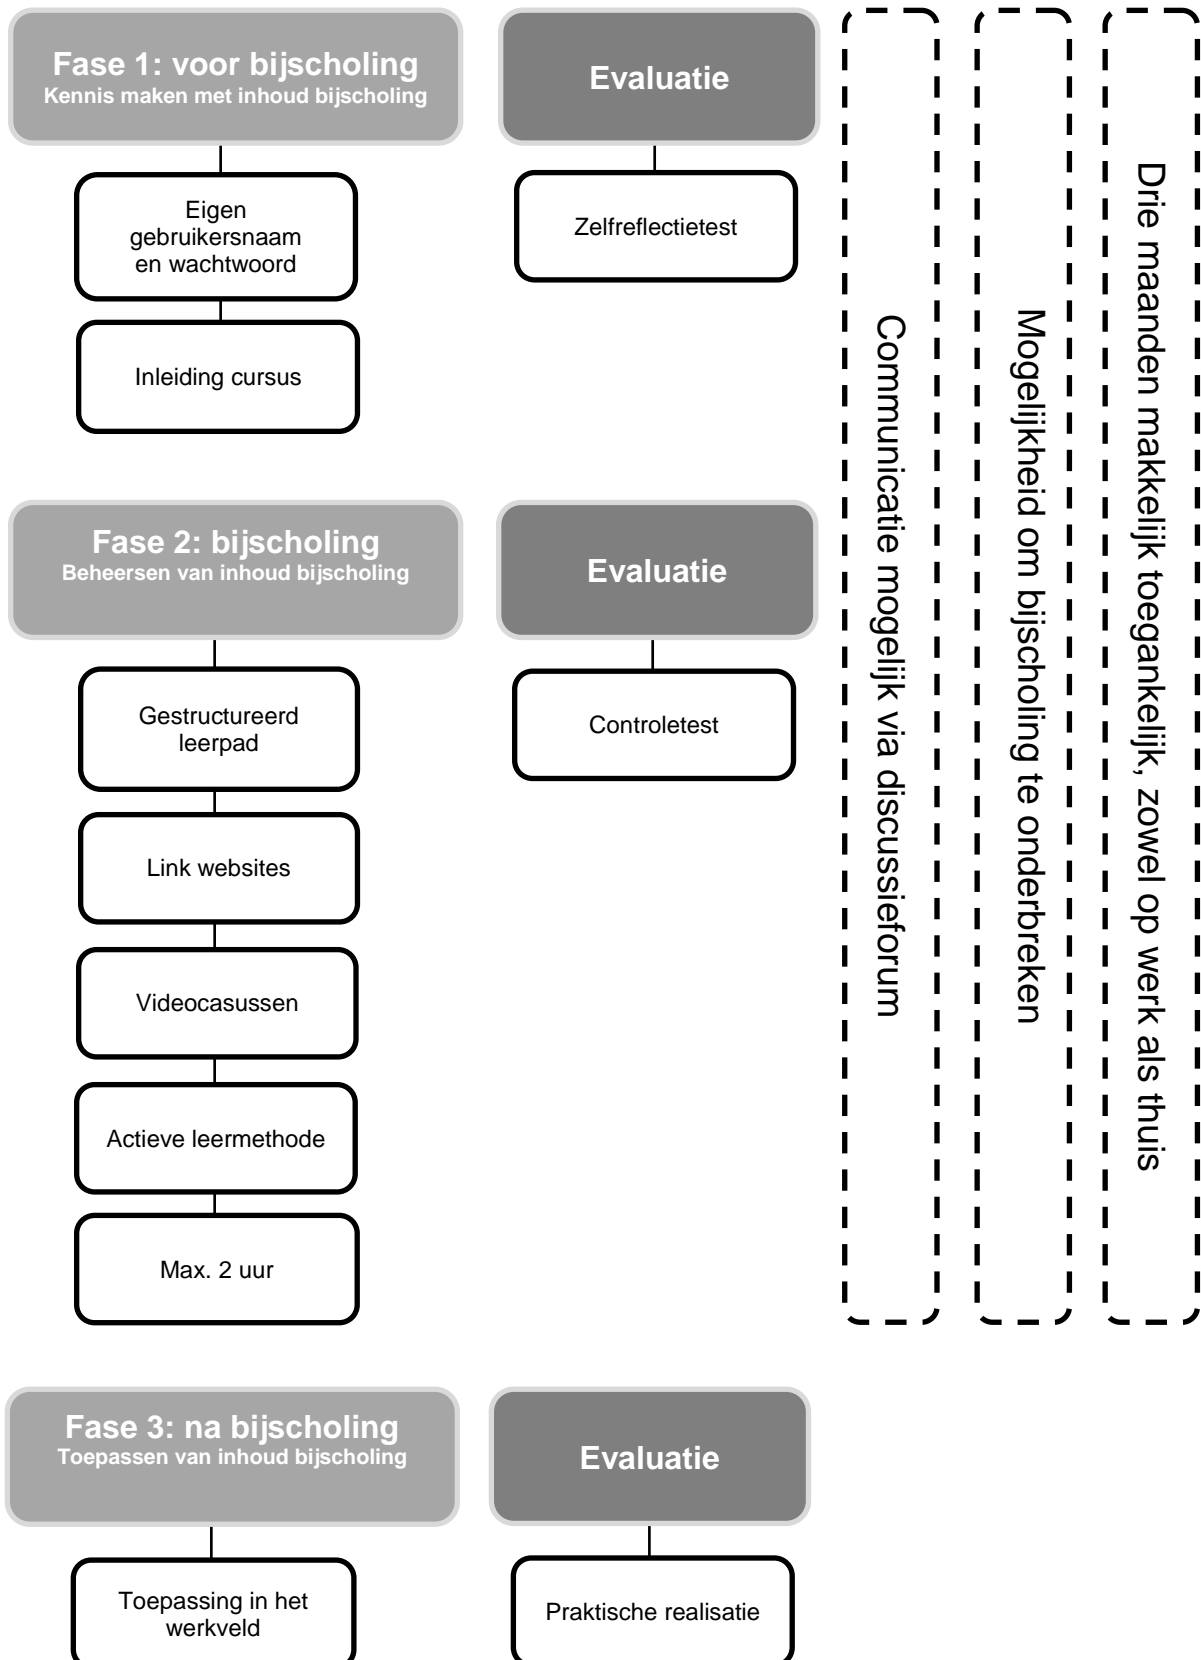 Fase 1: voor bijscholing
Kennis maken met inhoud bijscholing
Eigen
gebruikersnaam
en wachtwoord
Inleiding cursus
Evaluatie
Zelfreflectietest
Fase 2: bijscholing
Beheersen van inhoud bijscholing
Gestructureerd
leerpad
Link websites
Videocasussen
Actieve leermethode
Max. 2 uur
Evaluatie
Controletest
Fase 3: na bijscholing
Toepassen van inhoud bijscholing
Toepassing in het
werkveld
Evaluatie
Praktische realisatie
Communicatie mogelijk via discussieforum
Mogelijkheid om bijscholing te onderbreken
Drie maanden makkelijk toegankelijk, zowel op werk als thuis